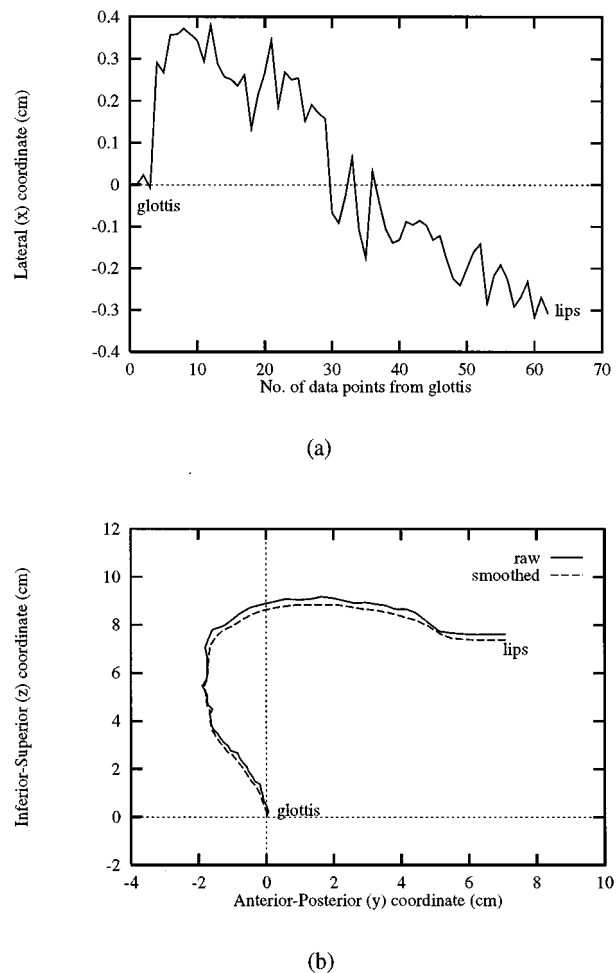 0.4
0.3
0.2
0.1
0
-0.1
-0.2
-0.3
-0.4
Lateral (x) coordinate (cm)
glottis
lips
0 10 20 30 40 50 60 70
No. of data points from glottis
(a)
12
10
8
6
4
2
0
-2
Inferior-Superior (z) coordinate (cm)
raw
smoothed
lips
glottis
-4 -2 0 2 4 6 8 10
Anterior-Posterior (y) coordinate (cm)
(b)